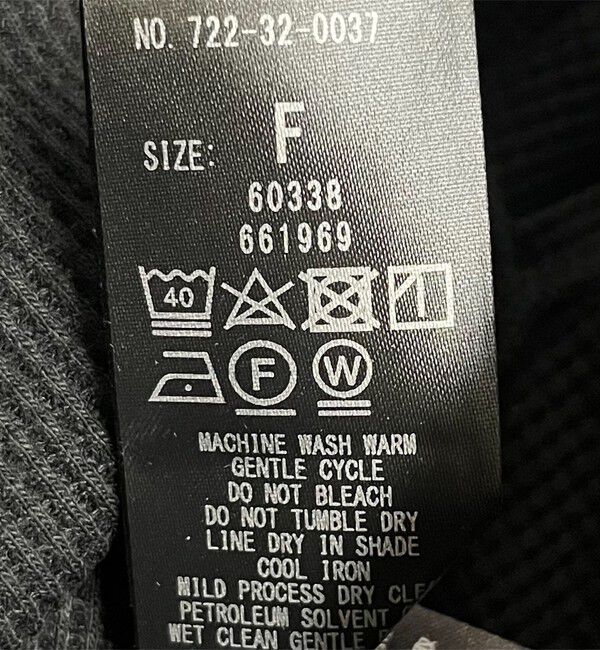 NO. 722-32-0037
SIZE: F
60338
661969
40
F W
MACHINE WASH WARM
GENTLE CYCLE
DO NOT BLEACH
DO NOT TUMBLE DRY
LINE DRY IN SHADE
COOL IRON
MILD PROCESS DRY
PETROLEUM SOLVENT
WET CLEAN GENTLE